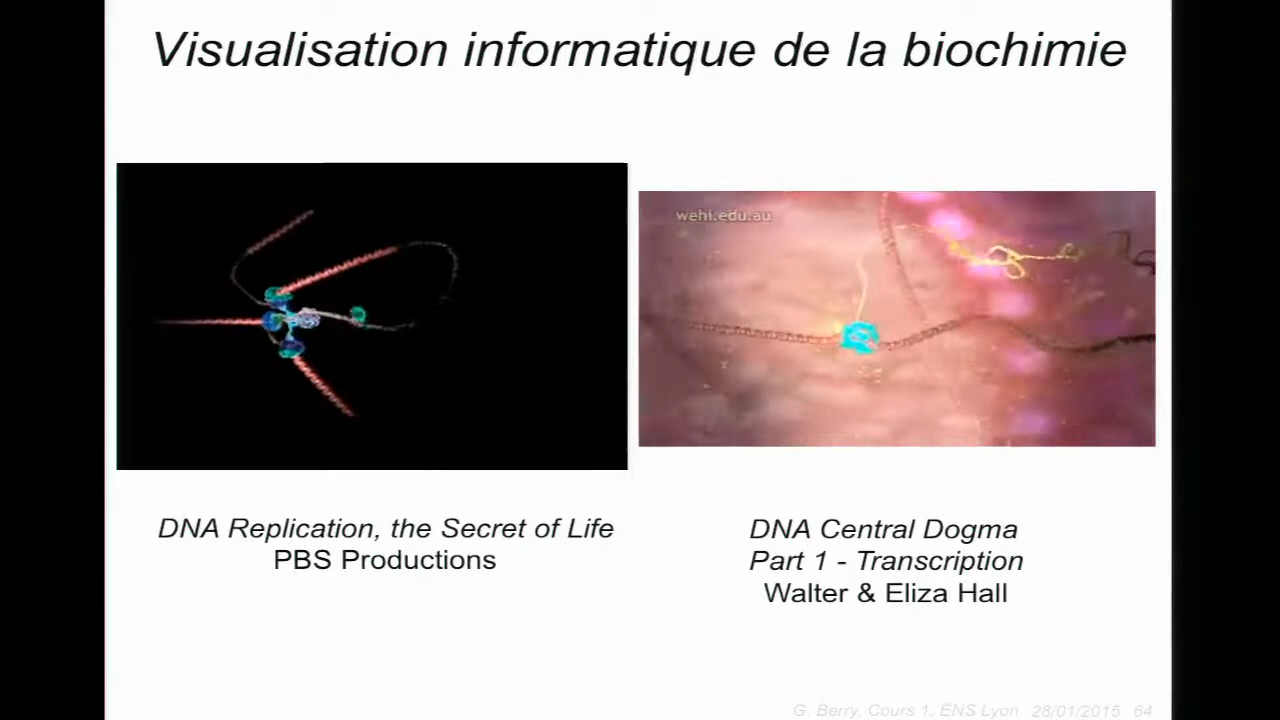 Visualisation informatique de la biochimie
wehi.edu.au
DNA Replication, the Secret of Life
PBS Productions
DNA Central Dogma
Part 1 - Transcription
Walter & Eliza Hall
G. Berry, Cours 1, ENS Lyon 28/01/2015 64